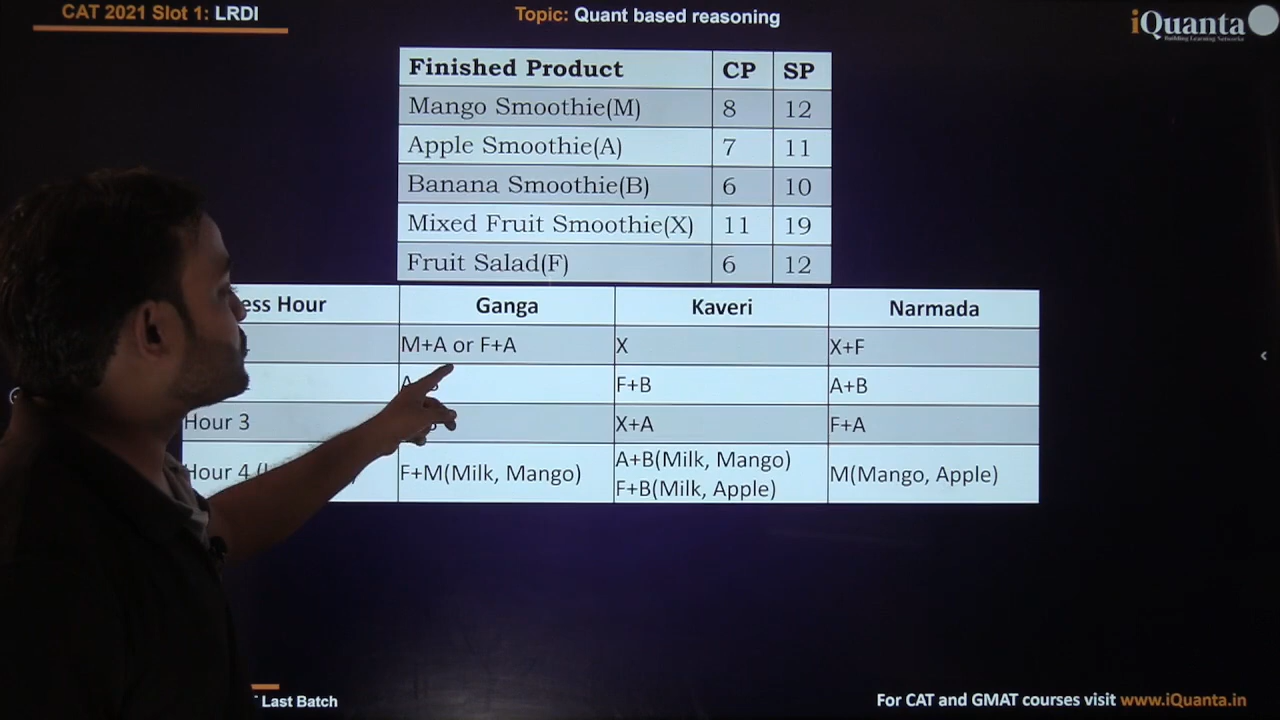 CAT 2021 Slot 1: LRDI
Topic: Quant based reasoning
iQuanta
Building Learning Networks
Finished Product CP SP
Mango Smoothie(M) 8 12
Apple Smoothie(A) 7 11
Banana Smoothie(B) 6 10
Mixed Fruit Smoothie(X) 11 19
Fruit Salad(F) 6 12
Hour Ganga Kaveri Narmada
M+A or F+A X X+F
F+B A+B
Hour 3 X+A F+A
Hour 4 F+M(Milk, Mango) A+B(Milk, Mango) M(Mango, Apple)
F+B(Milk, Apple)
Last Batch
For CAT and GMAT courses visit www.iQuanta.in